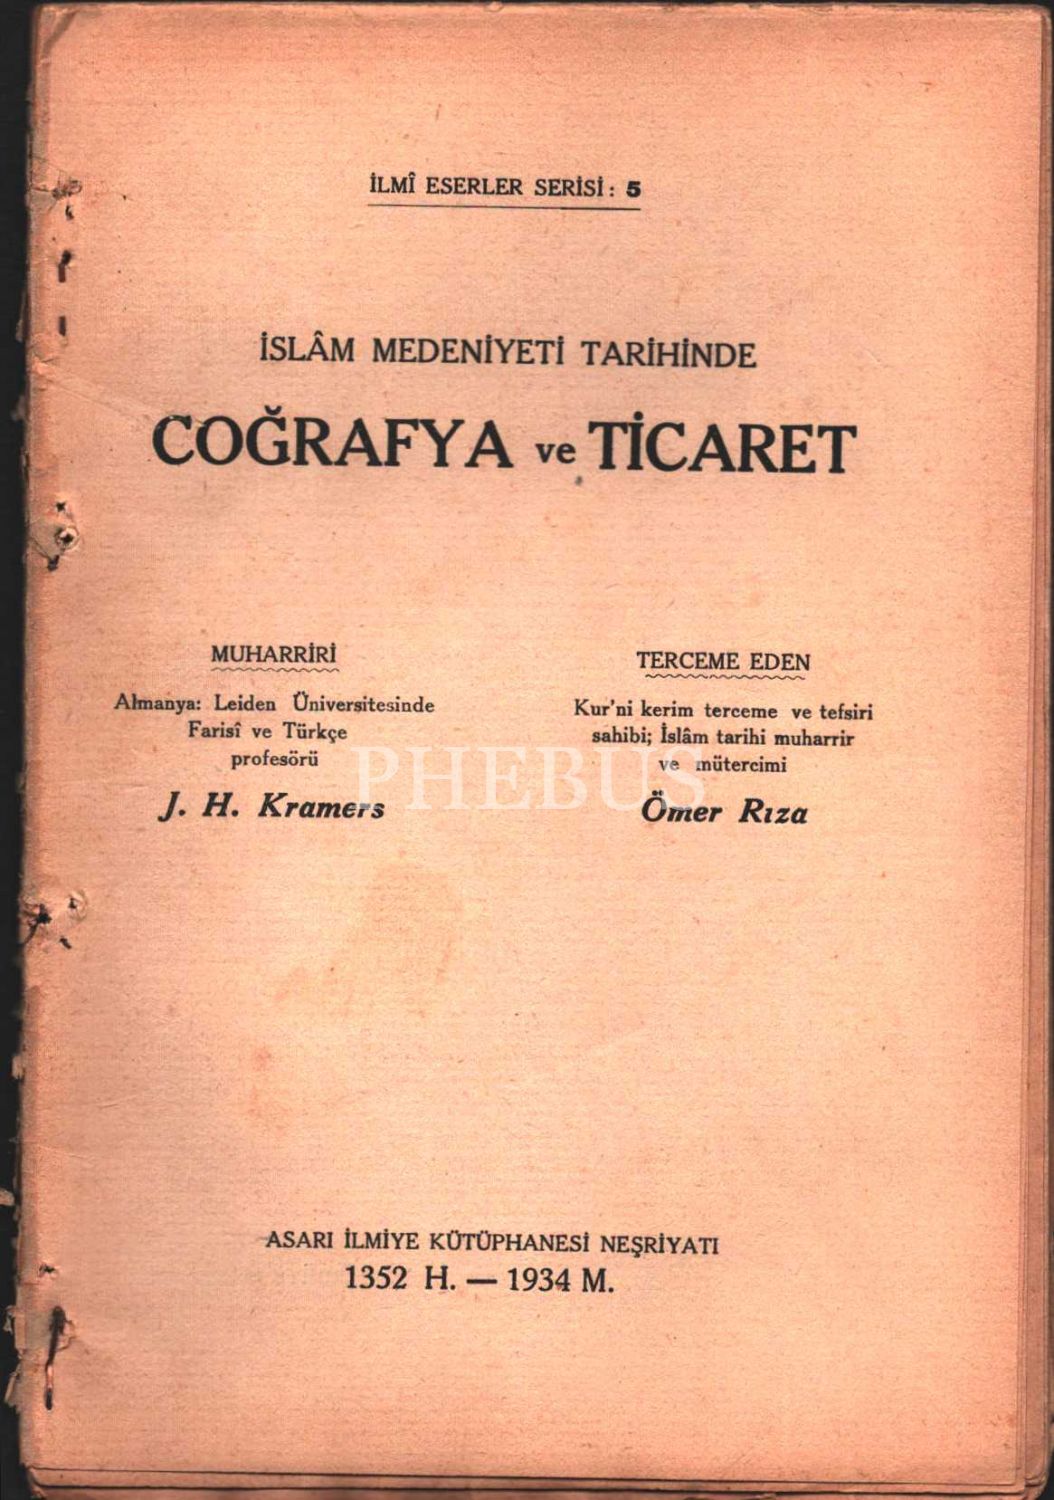 İLMÎ ESERLER SERİSİ: 5
İSLÂM MEDENİYETİ TARİHİNDE
COĞRAFYA ve TİCARET
MUHARRİRİ
Almanya: Leiden Üniversitesinde
Farisî ve Türkçe
profesörü
J. H. Kramers
TERCEME EDEN
Kur'ni kerim terceme ve tefsiri
sahibi; İslâm tarihi muharrir
ve mütercimi
Ömer Rıza
PHEBUS
ASARI İLMİYE KÜTÜPHANESİ NEŞRİYATI
1352 H. — 1934 M.